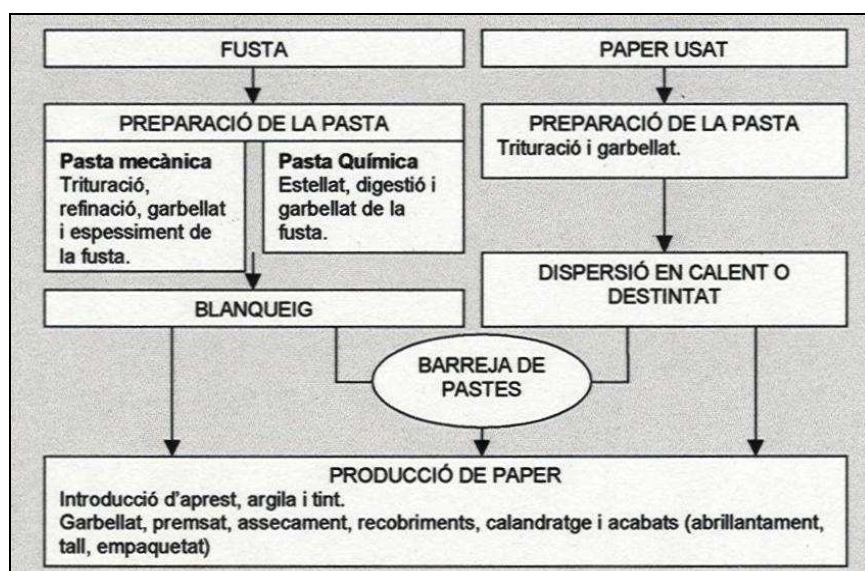 FUSTA
PREPARACIÓ DE LA PASTA
Pasta mecànica
Trituració,
refinació, garbellat
i espessiment de
la fusta.
Pasta Química
Estellat, digestió i
garbellat de la
fusta.
BLANQUEIG
PAPER USAT
PREPARACIÓ DE LA PASTA
Trituració i garbellat.
DISPERSIÓ EN CALENT O
DESTINTAT
BARREJA DE
PASTES
PRODUCCIÓ DE PAPER
Introducció d'aprest, argila i tint.
Garbellat, premsat, assecament, recobriments, calandratge i acabats (abrillantament,
tall, empaquetat)